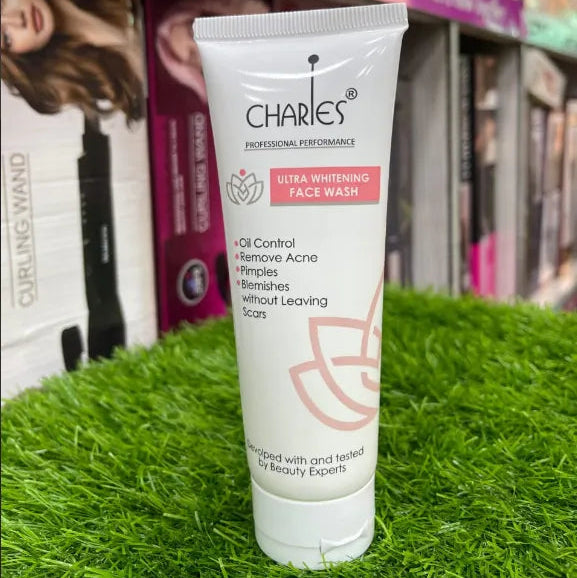 CHARLES®
PROFESSIONAL PERFORMANCE
ULTRA WHITENING
FACE WASH
•Oil Control
•Remove Acne
•Pimples
•Blemishes
without Leaving
Scars
Devolped with and tested
by Beauty Experts
CURLING WAND
CURLING WAND